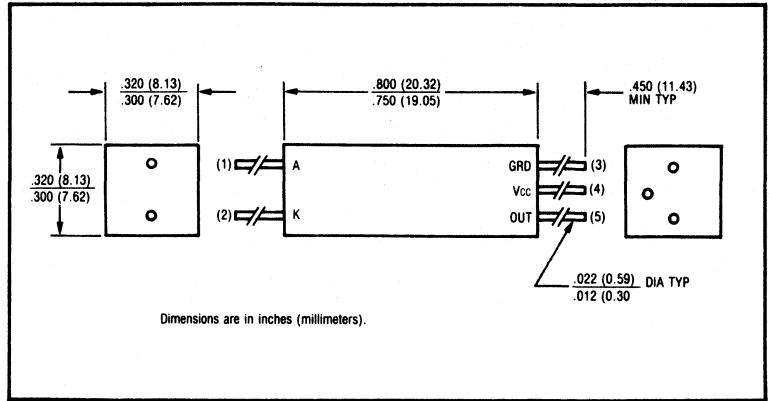 .320 (8.13)
.300 (7.62)
.800 (20.32)
.750 (19.05)
.450 (11.43)
MIN TYP
.320 (8.13)
.300 (7.62)
(1)
A
GRD
(3)
VCC
(4)
(2)
K
OUT
(5)
.022 (0.59)
.012 (0.30
DIA TYP
Dimensions are in inches (millimeters).